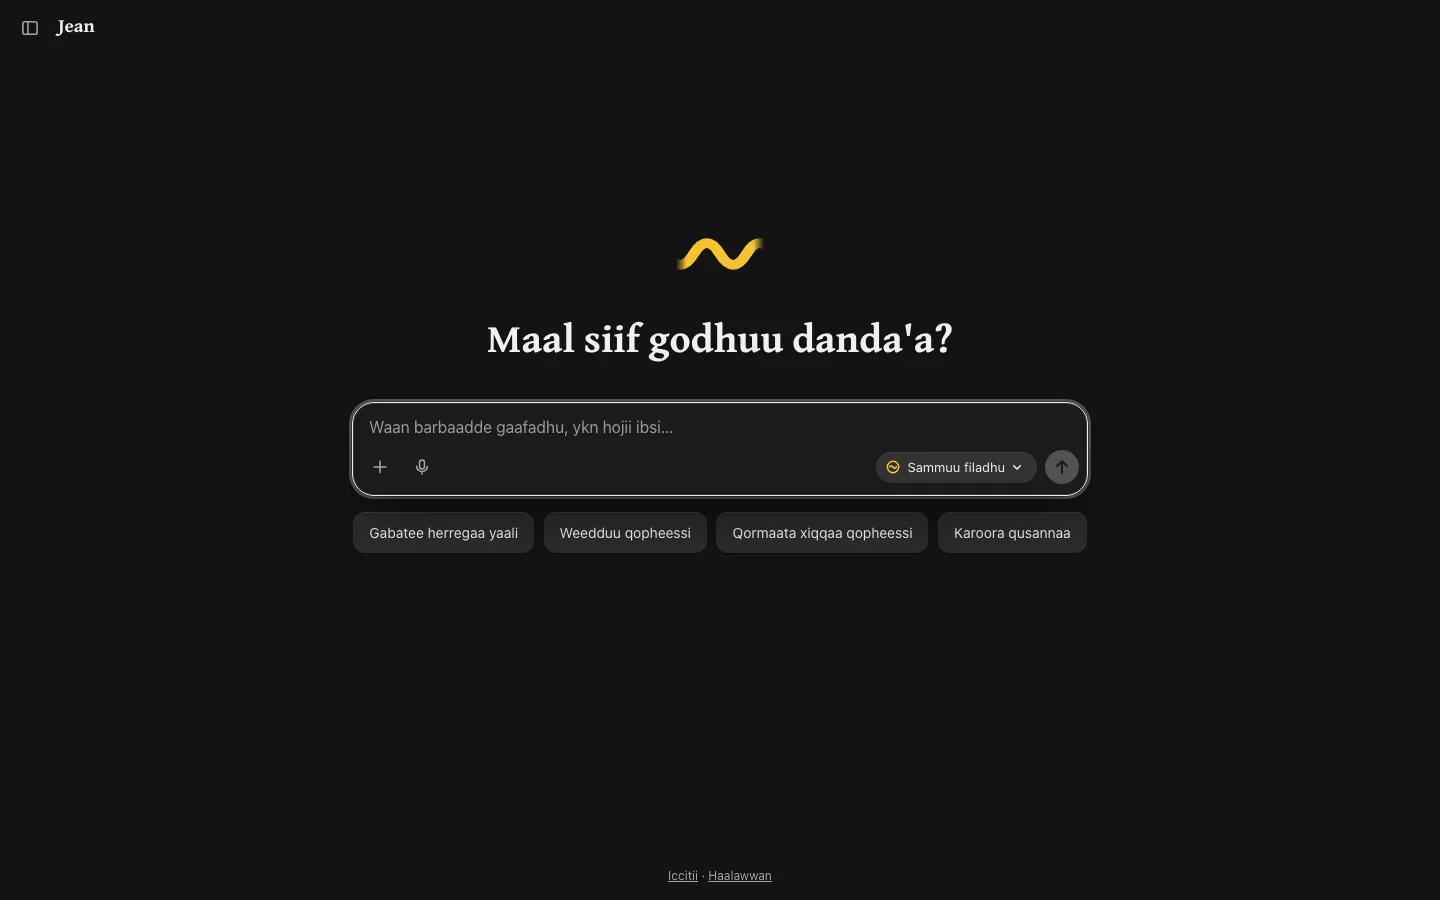 Jean
Maal siif godhuu danda'a?
Waan barbaadde gaafadhu, ykn hojii ibsi...
Sammuu filadhu
Gabatee herregaa yaali
Weedduu qopheessi
Qormaata xiqqaa qopheessi
Karoora qusannaa
Iccitii · Haalawwan